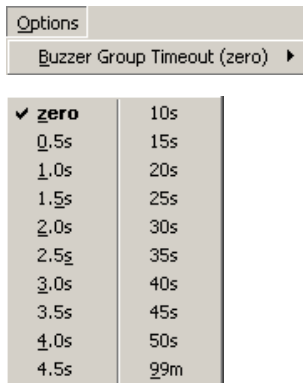 Options
Buzzer Group Timeout (zero)
zero
0.5s
1.0s
1.5s
2.0s
2.5s
3.0s
3.5s
4.0s
4.5s
10s
15s
20s
25s
30s
35s
40s
45s
50s
99m